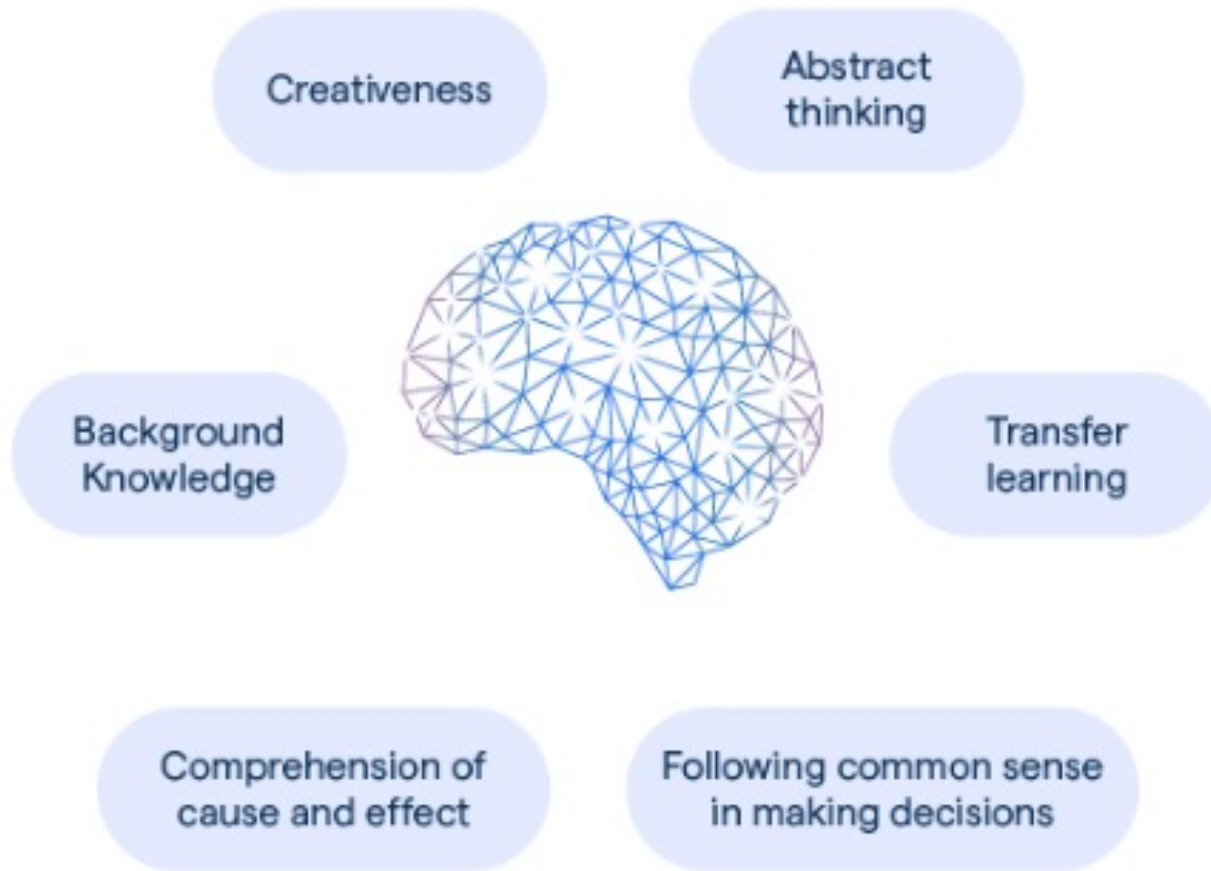 Creativeness
Abstract
thinking
Background
Knowledge
Transfer
learning
Comprehension of
cause and effect
Following common sense
in making decisions